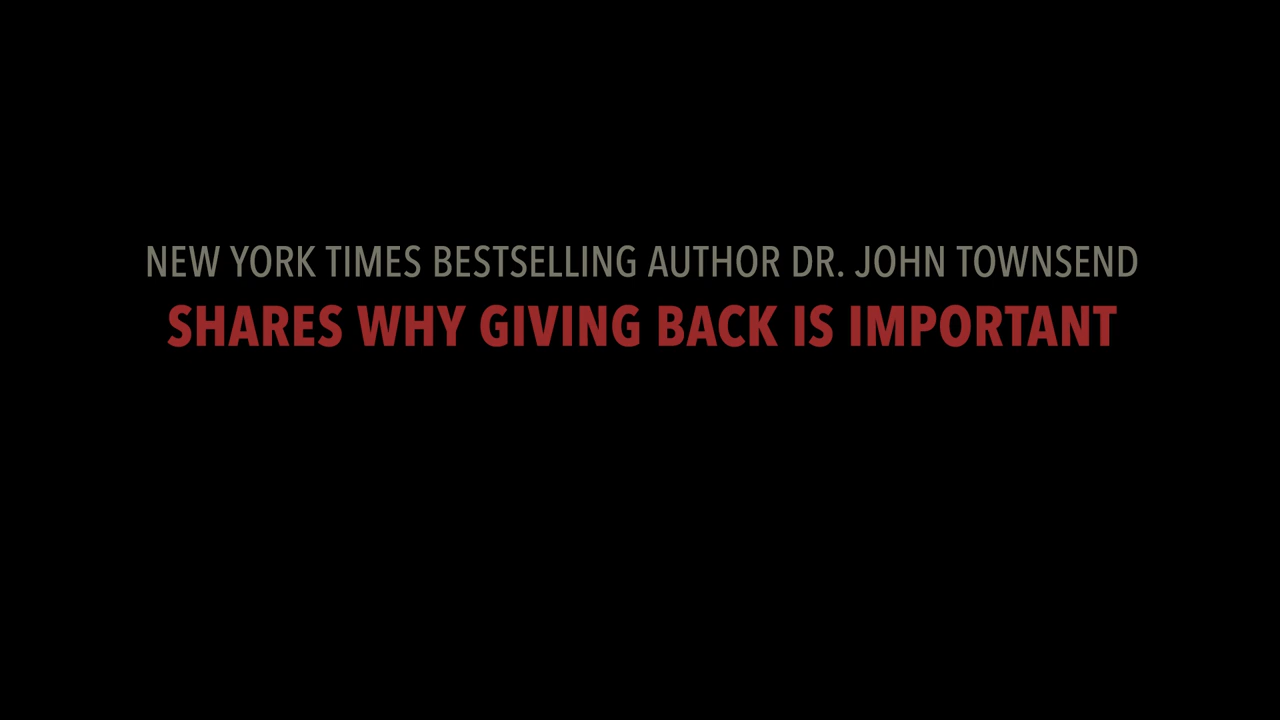 NEW YORK TIMES BESTSELLING AUTHOR DR. JOHN TOWNSEND
SHARES WHY GIVING BACK IS IMPORTANT